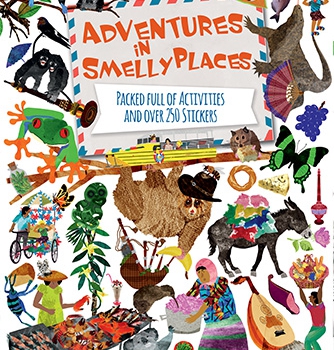 ADVENTURES
in
SMELLY PLACES
PACKED FULL OF ACTIVITIES
AND OVER 250 STICKERS